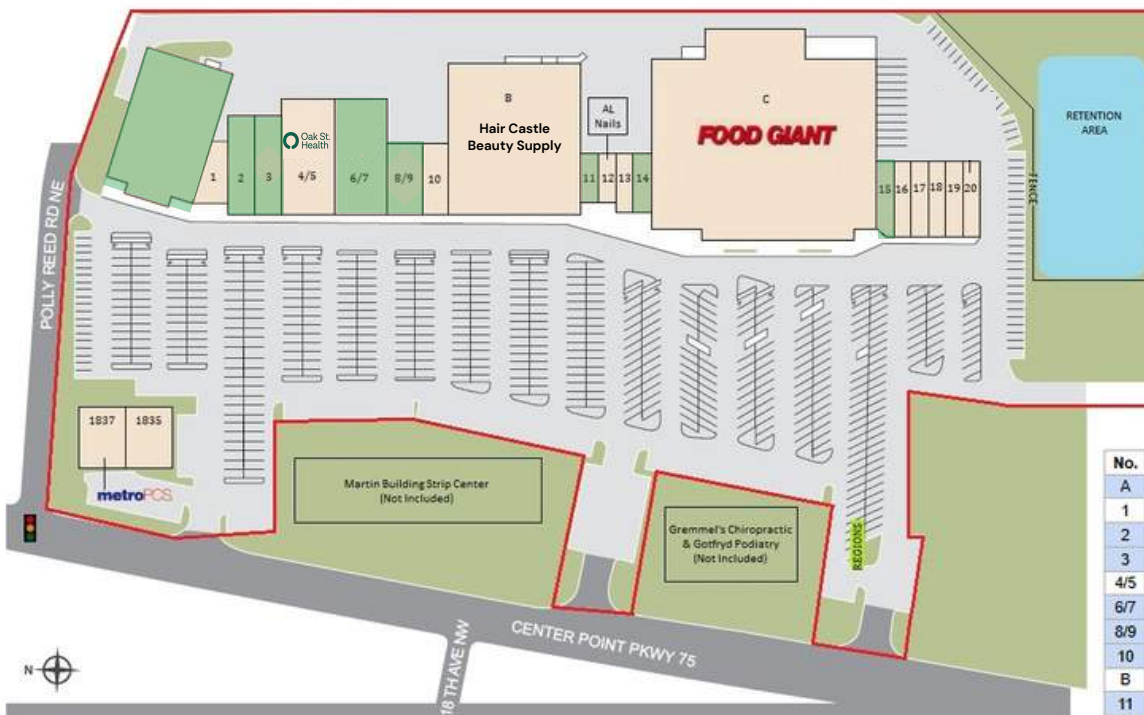 B
Hair Castle
Beauty Supply
AL
Nails
C
FOOD GIANT
RETENTION
AREA
FENCE
Oak St.
Health
1
2
3
4/5
6/7
8/9
10
11
12
13
14
15
16
17
18
19
20
POLLY REED RD NE
1837
1835
metroPCS
Martin Building Strip Center
(Not Included)
Gremmel's Chiropractic
& Gotfryd Podiatry
(Not Included)
REGIONS
CENTER POINT PKWY 75
18 TH AVE NW
N
No.
A
1
2
3
4/5
6/7
8/9
10
B
11